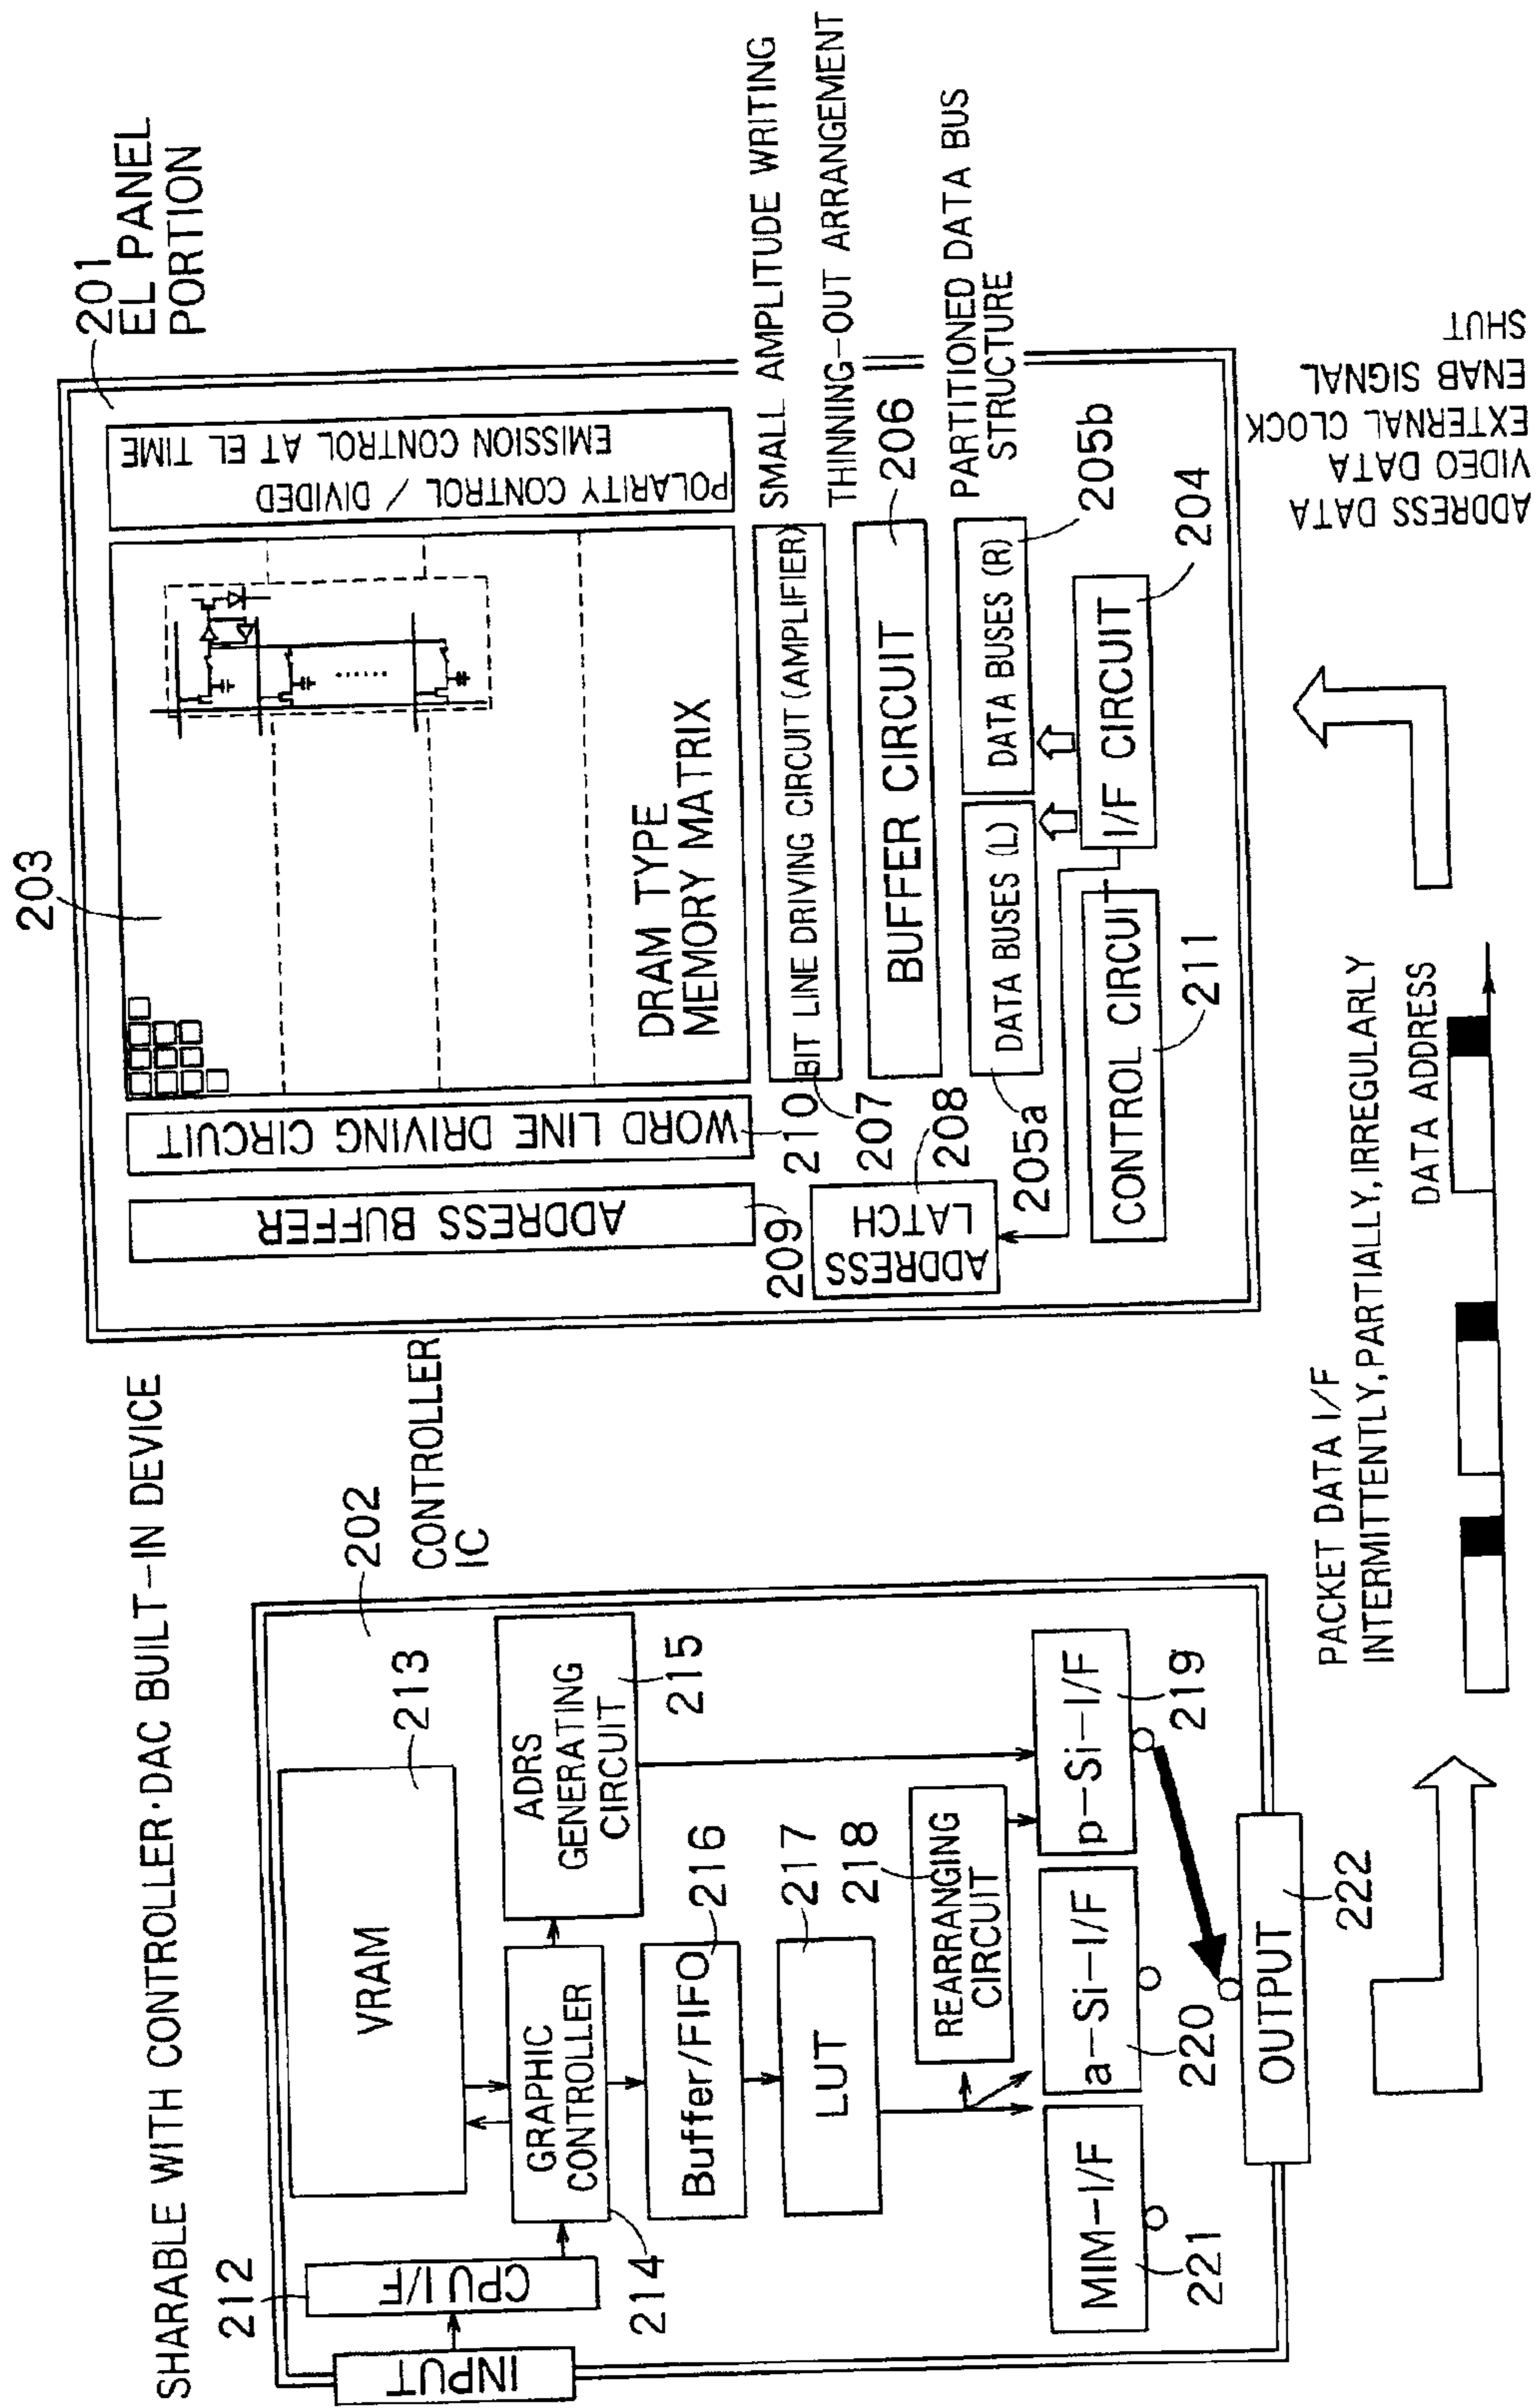 SHARABLE WITH CONTROLLER·DAC BUILT-IN DEVICE
202
CONTROLLER
IC
212
CPU I/F
INPUT
VRAM
213
GRAPHIC
CONTROLLER
214
ADRS
GENERATING
CIRCUIT
215
Buffer/FIFO
216
LUT
217
218
REARRANGING
CIRCUIT
MIM-I/F
221
a-Si-I/F
220
p-Si-I/F
219
OUTPUT
222
PACKET DATA I/F
INTERMITTENTLY,PARTIALLY,IRREGULARLY
DATA ADDRESS
201
EL PANEL
PORTION
203
ADDRESS BUFFER
209
WORD LINE DRIVING CIRCUIT
210
DRAM TYPE
MEMORY MATRIX
POLARITY CONTROL / DIVIDED
EMISSION CONTROL AT EL TIME
BIT LINE DRIVING CIRCUIT (AMPLIFIER)
207
SMALL AMPLITUDE WRITING
THINNING-OUT ARRANGEMENT
BUFFER CIRCUIT
206
ADDRESS
LATCH
208
DATA BUSES (L)
205a
DATA BUSES (R)
205b
PARTITIONED DATA BUS
STRUCTURE
CONTROL CIRCUIT
211
I/F CIRCUIT
204
ADDRESS DATA
VIDEO DATA
EXTERNAL CLOCK
ENAB SIGNAL
SHUT